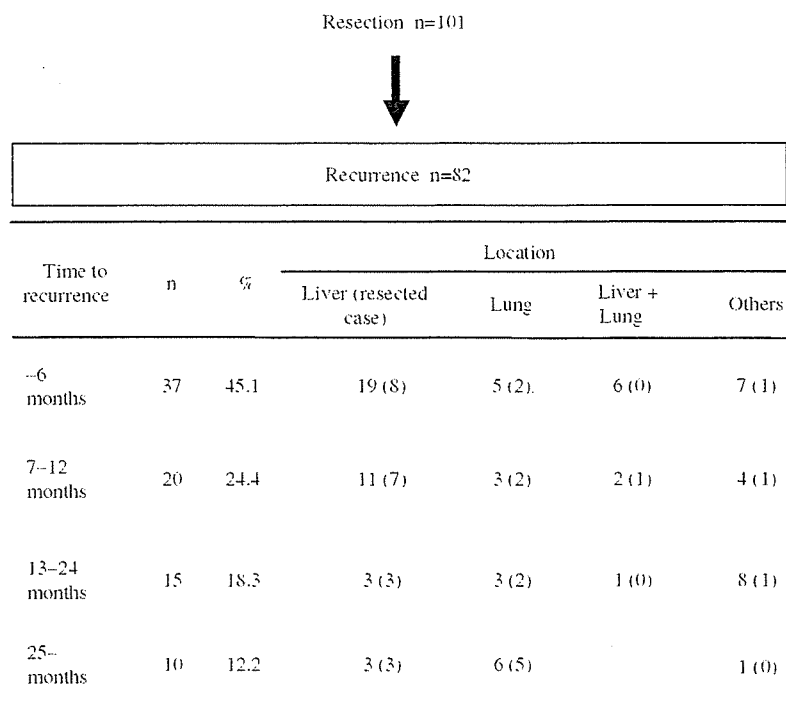 Resection n=101
Recurrence n=82
Location
Time to recurrence n % Liver (resected case) Lung Liver + Lung Others
–6 months 37 45.1 19 (8) 5 (2). 6 (0) 7 (1)
7–12 months 20 24.4 11 (7) 3 (2) 2 (1) 4 (1)
13–24 months 15 18.3 3 (3) 3 (2) 1 (0) 8 (1)
25– months 10 12.2 3 (3) 6 (5) 1 (0)